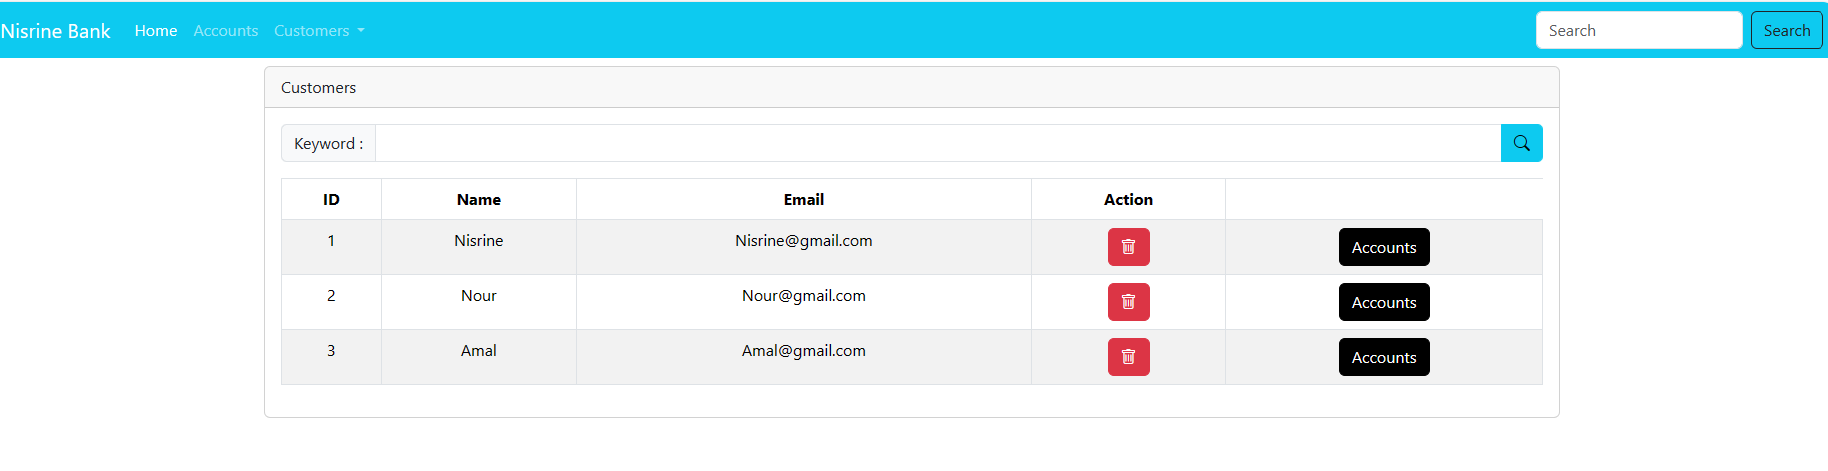 Nisrine Bank Home Accounts Customers Search Search
Customers
Keyword :
ID Name Email Action
1 Nisrine Nisrine@gmail.com Accounts
2 Nour Nour@gmail.com Accounts
3 Amal Amal@gmail.com Accounts